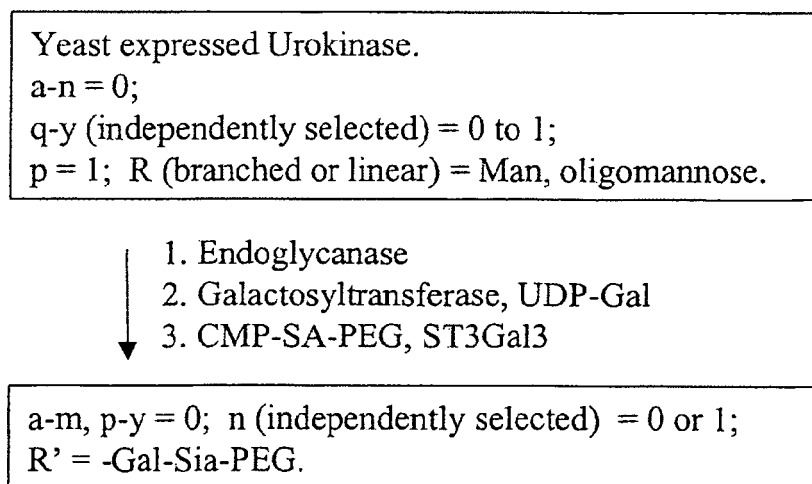 Yeast expressed Urokinase.
a-n = 0;
q-y (independently selected) = 0 to 1;
p = 1; R (branched or linear) = Man, oligomannose.
1. Endoglycanase
2. Galactosyltransferase, UDP-Gal
3. CMP-SA-PEG, ST3Gal3
a-m, p-y = 0; n (independently selected) = 0 or 1;
R' = -Gal-Sia-PEG.